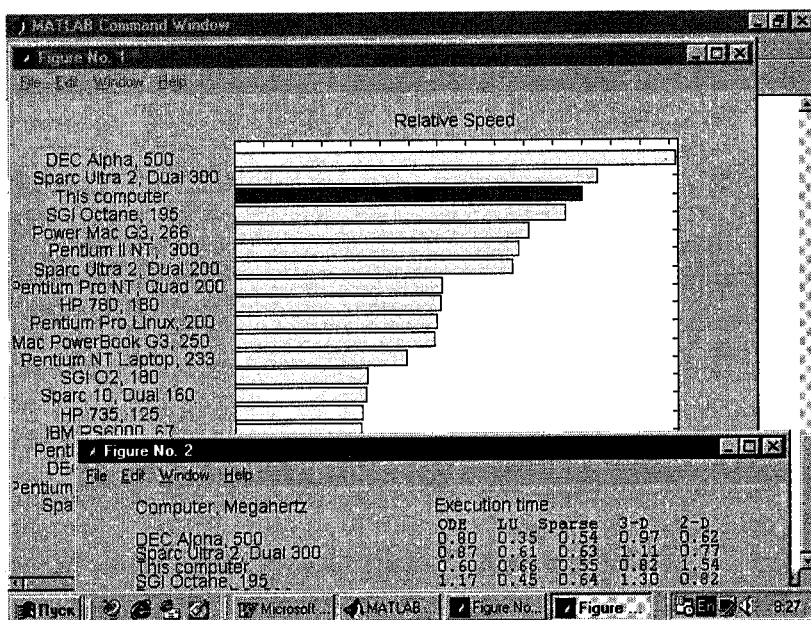 MATLAB Command Window
Figure No. 1
File Edit Window Help
Relative Speed
DEC Alpha, 500
Sparc Ultra 2, Dual 300
This computer
SGI Octane, 195
Power Mac G3, 266
Pentium II NT, 300
Sparc Ultra 2, Dual 200
Pentium Pro NT, Quad 200
HP 780, 180
Pentium Pro Linux, 200
Mac PowerBook G3, 250
Pentium NT Laptop, 233
SGI O2, 180
Sparc 10, Dual 160
HP 735, 125
IBM RS6000, 67
Penti
DEC
Pentium
Spa
Figure No. 2
File Edit Window Help
Computer, Megahertz Execution time
ODE LU Sparse 3-D 2-D
DEC Alpha, 500 0.80 0.35 0.54 0.97 0.62
Sparc Ultra 2, Dual 300 0.87 0.61 0.63 1.11 0.77
This computer 0.60 0.66 0.55 0.82 1.54
SGI Octane, 195 1.17 0.45 0.64 1.30 0.82
Пуск Microsoft... MATLAB Figure No... Figure ... En 8:27